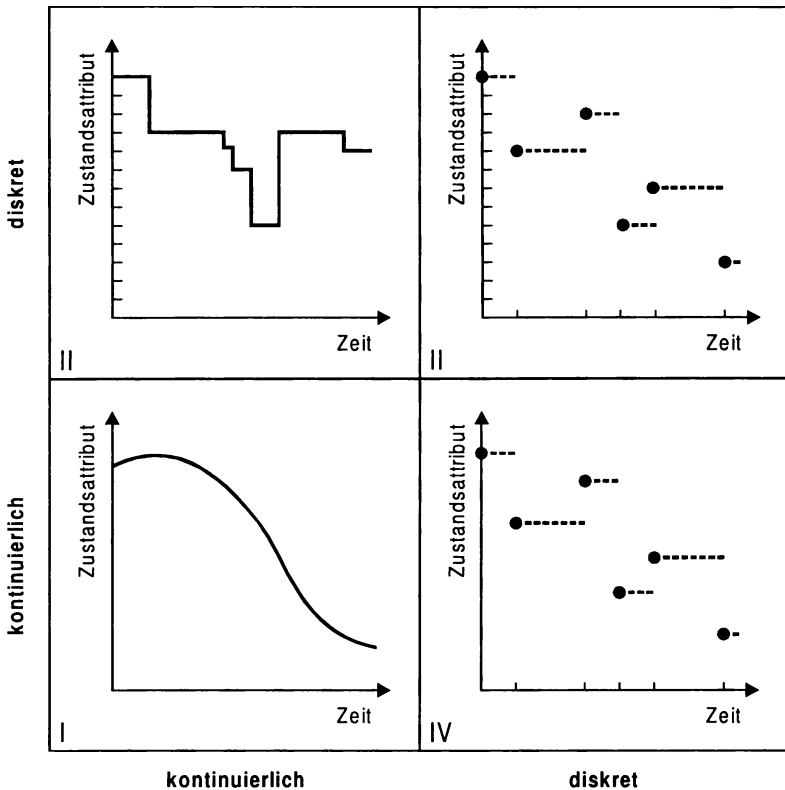 diskret
Zustandsattribut
Zeit
II
Zustandsattribut
Zeit
II
kontinuierlich
Zustandsattribut
Zeit
I
Zustandsattribut
Zeit
IV
kontinuierlich
diskret